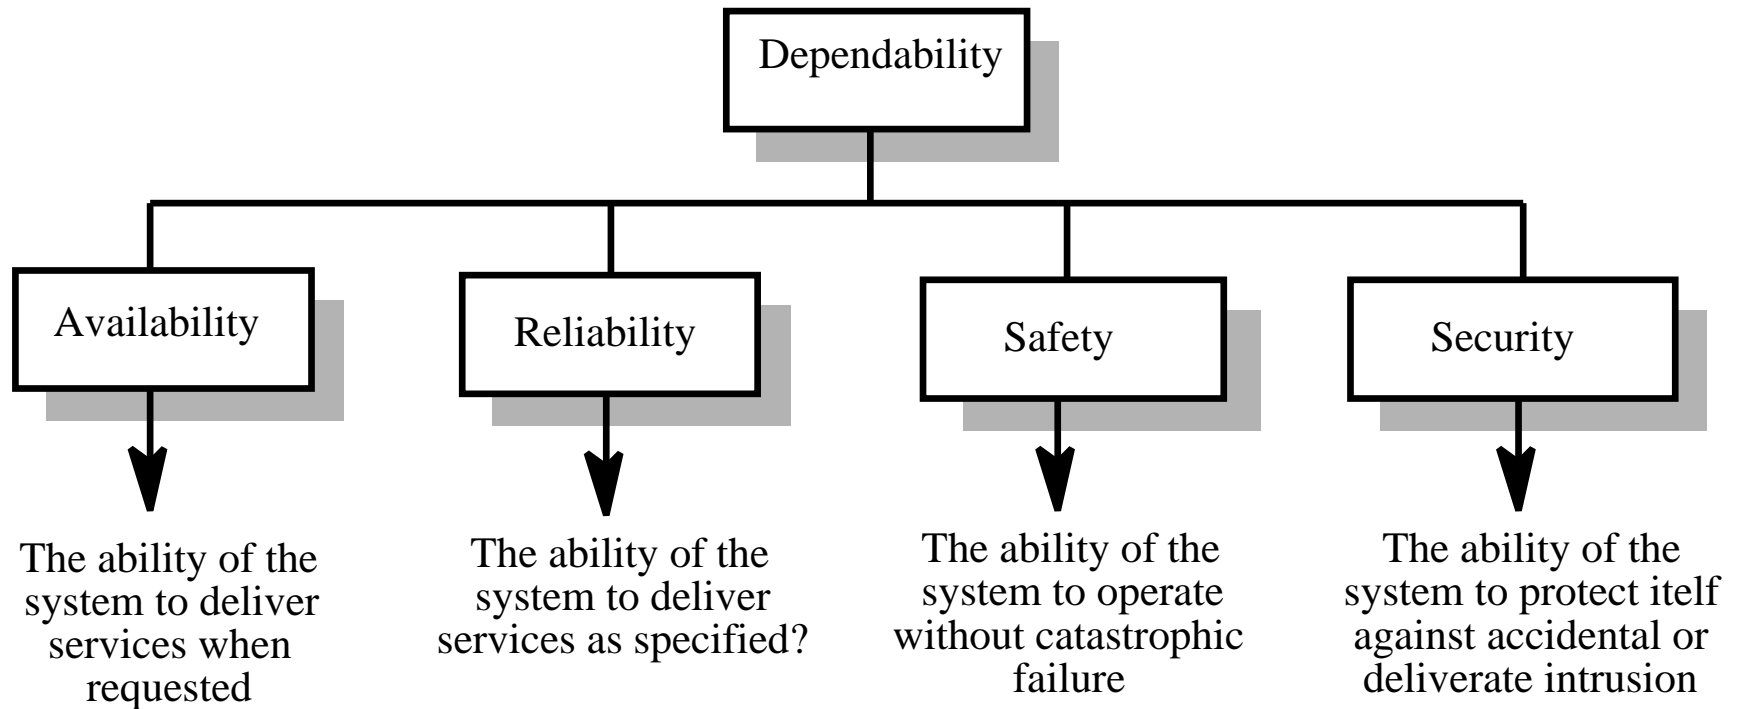 Dependability
Availability
Reliability
Safety
Security
The ability of the
system to deliver
services when
requested
The ability of the
system to deliver
services as specified?
The ability of the
system to operate
without catastrophic
failure
The ability of the
system to protect itelf
against accidental or
deliverate intrusion